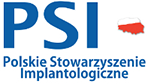 PSI
Polskie Stowarzyszenie
Implantologiczne